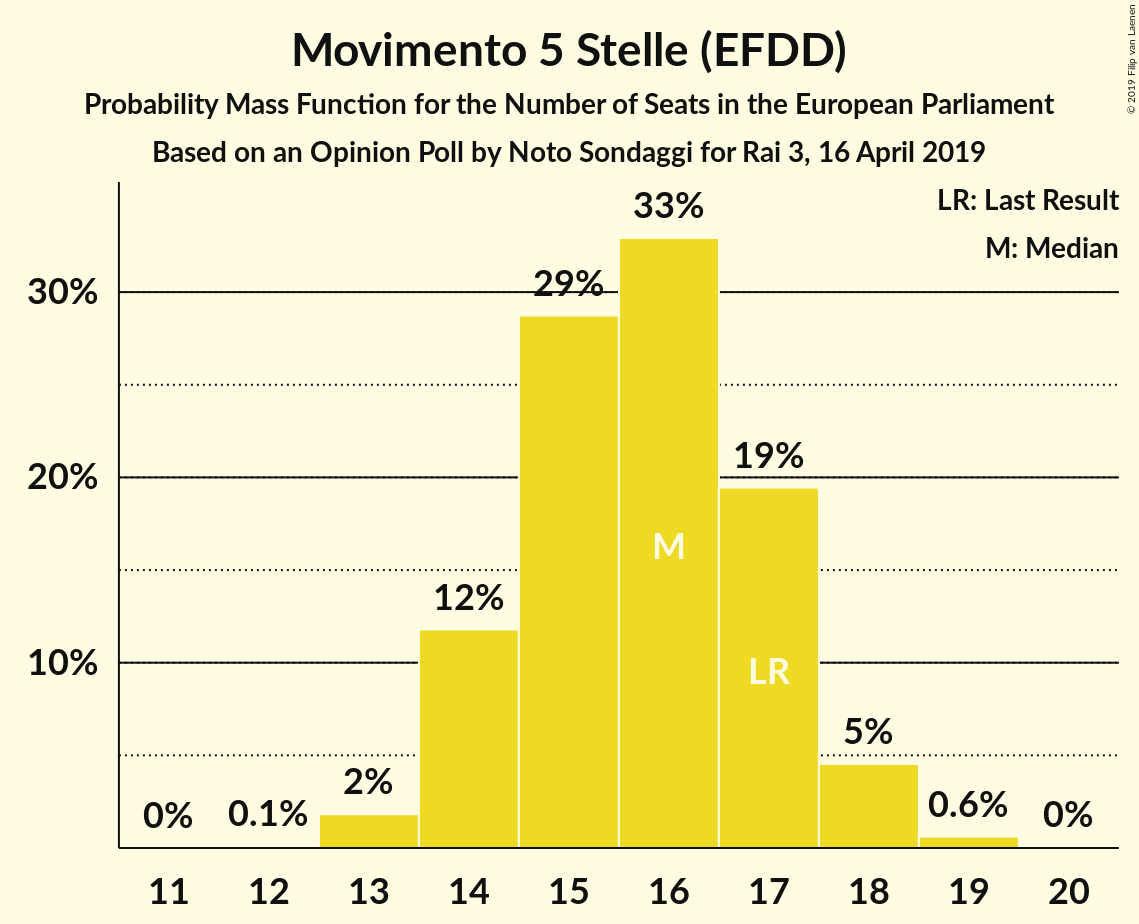 Movimento 5 Stelle (EFDD)
Probability Mass Function for the Number of Seats in the European Parliament
Based on an Opinion Poll by Noto Sondaggi for Rai 3, 16 April 2019
© 2019 Filip van Laenen
LR: Last Result
M: Median
30%
20%
10%
0%
0.1%
2%
12%
29%
33%
19%
5%
0.6%
0%
M
LR
11 12 13 14 15 16 17 18 19 20